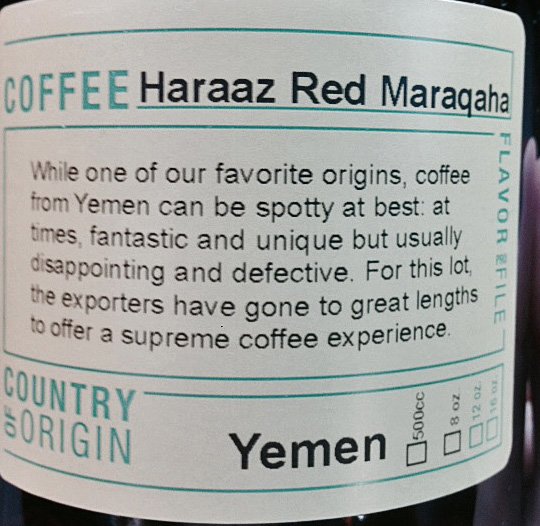 COFFEE Haraaz Red Maraqaha
While one of our favorite origins, coffee
from Yemen can be spotty at best: at
times, fantastic and unique but usually
disappointing and defective. For this lot,
the exporters have gone to great lengths
to offer a supreme coffee experience.
FLAVOR PROFILE
COUNTRY
OF ORIGIN
Yemen
500cc
8 oz.
12 oz.
16 oz.